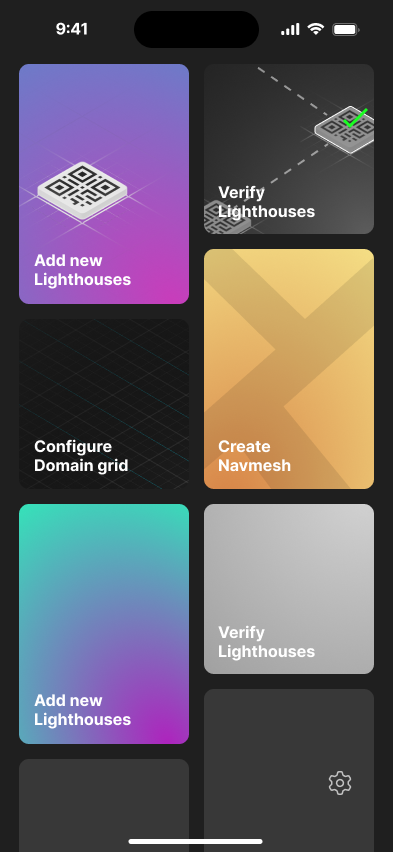 9:41
Add new
Lighthouses
Verify
Lighthouses
Configure
Domain grid
Create
Navmesh
Add new
Lighthouses
Verify
Lighthouses